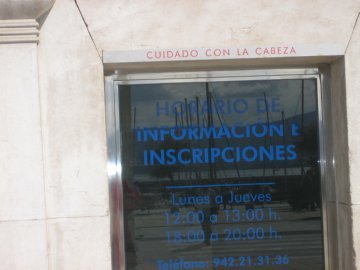 CUIDADO CON LA CABEZA
HORARIO DE
INFORMACION E
INSCRIPCIONES
Lunes a Jueves
12:00 a 13:00 h.
18:00 a 20:00 h.
Teléfono: 942.21.31.36